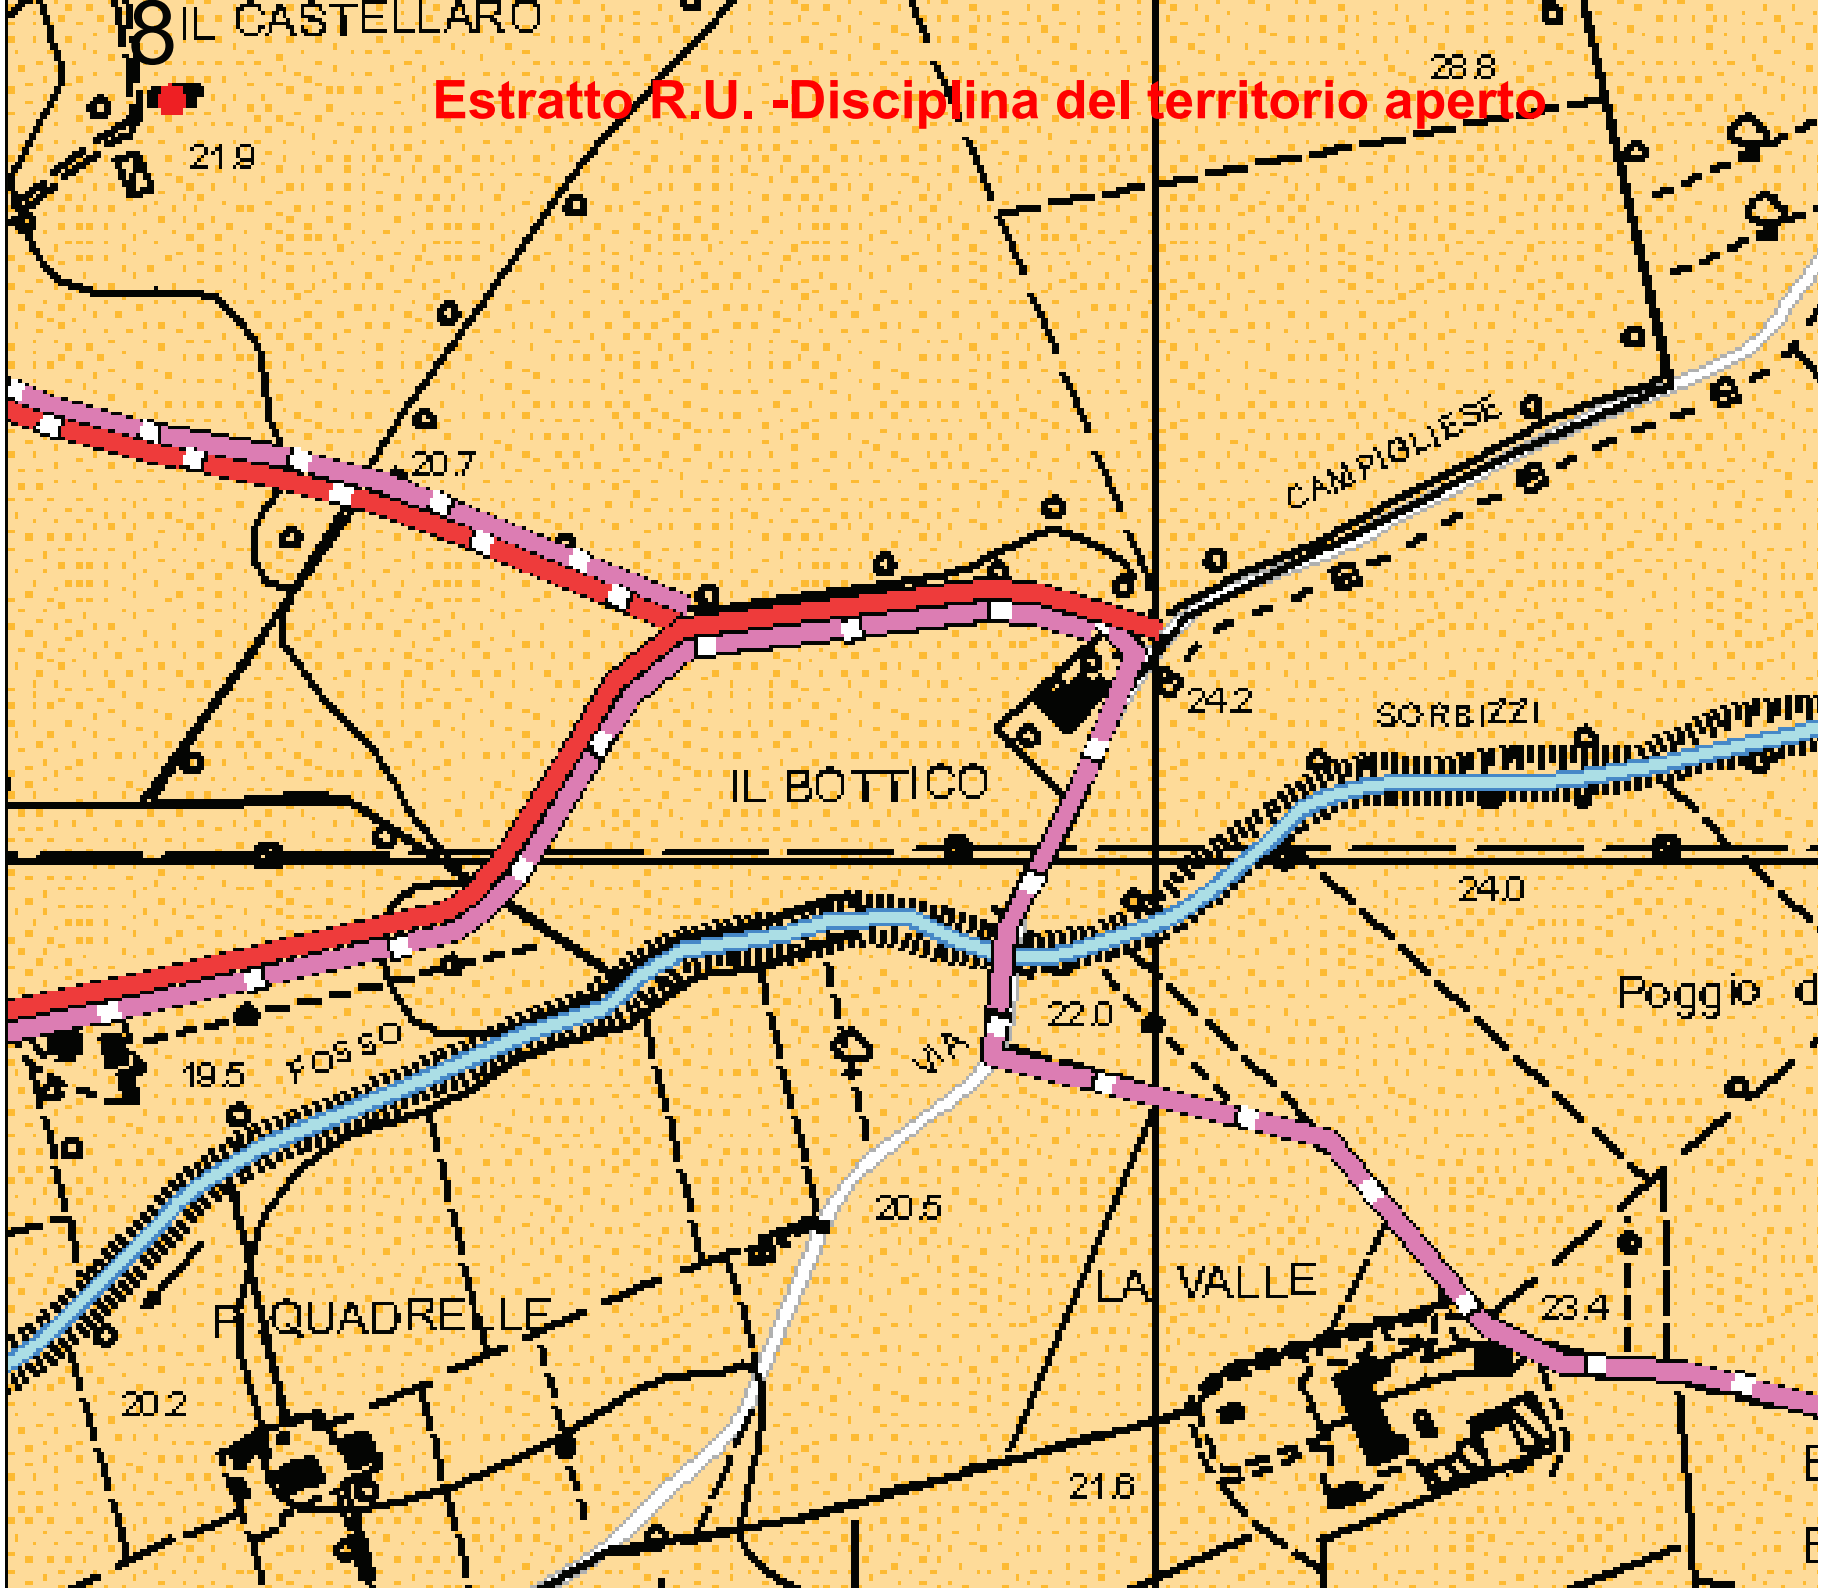 8
IL CASTELLARO
28.8
Estratto R.U. -Disciplina del territorio aperto
21.9
CAMPIGLIESE
20.7
24.2
SORBIZZI
IL BOTTICO
24.0
Poggio d
22.0
VIA
FOSSO
19.5
20.5
LA VALLE
23.4
P. QUADRELLE
20.2
21.6